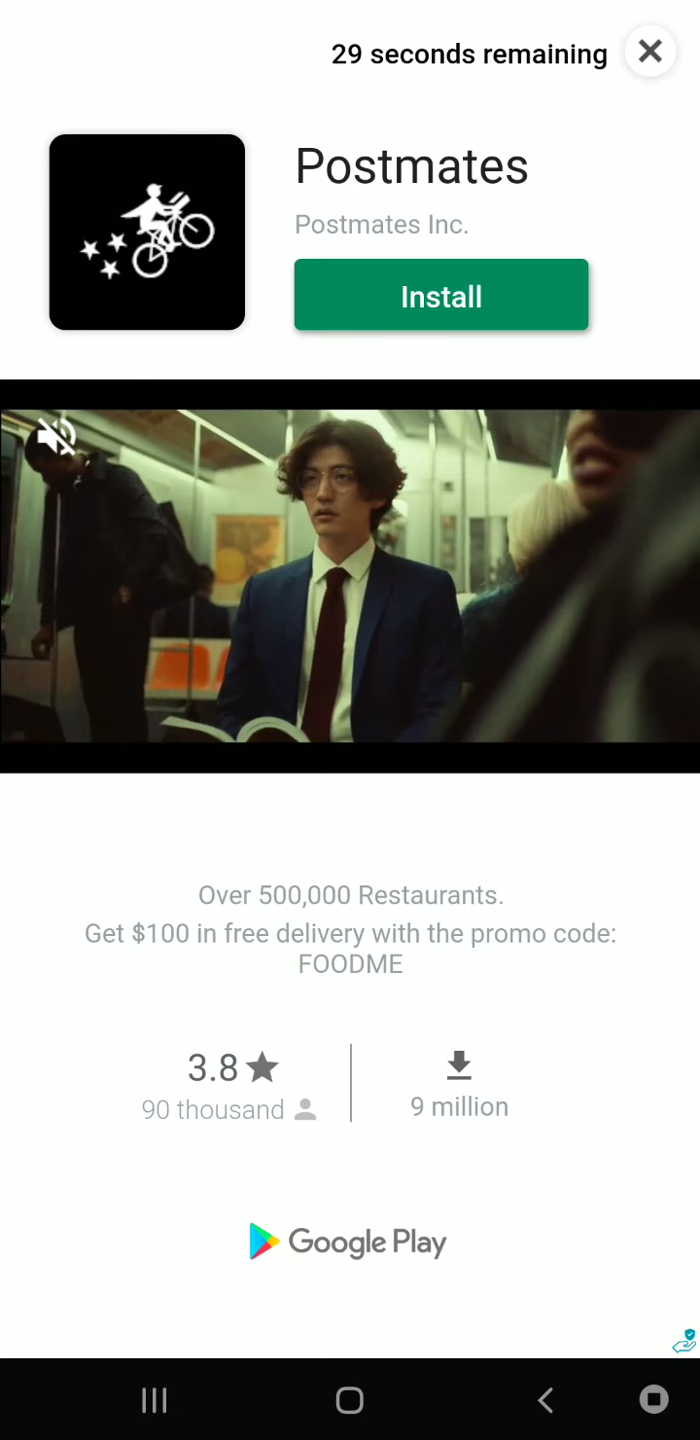 29 seconds remaining
Postmates
Postmates Inc.
Install
Over 500,000 Restaurants.
Get $100 in free delivery with the promo code:
FOODME
3.8
90 thousand
9 million
Google Play